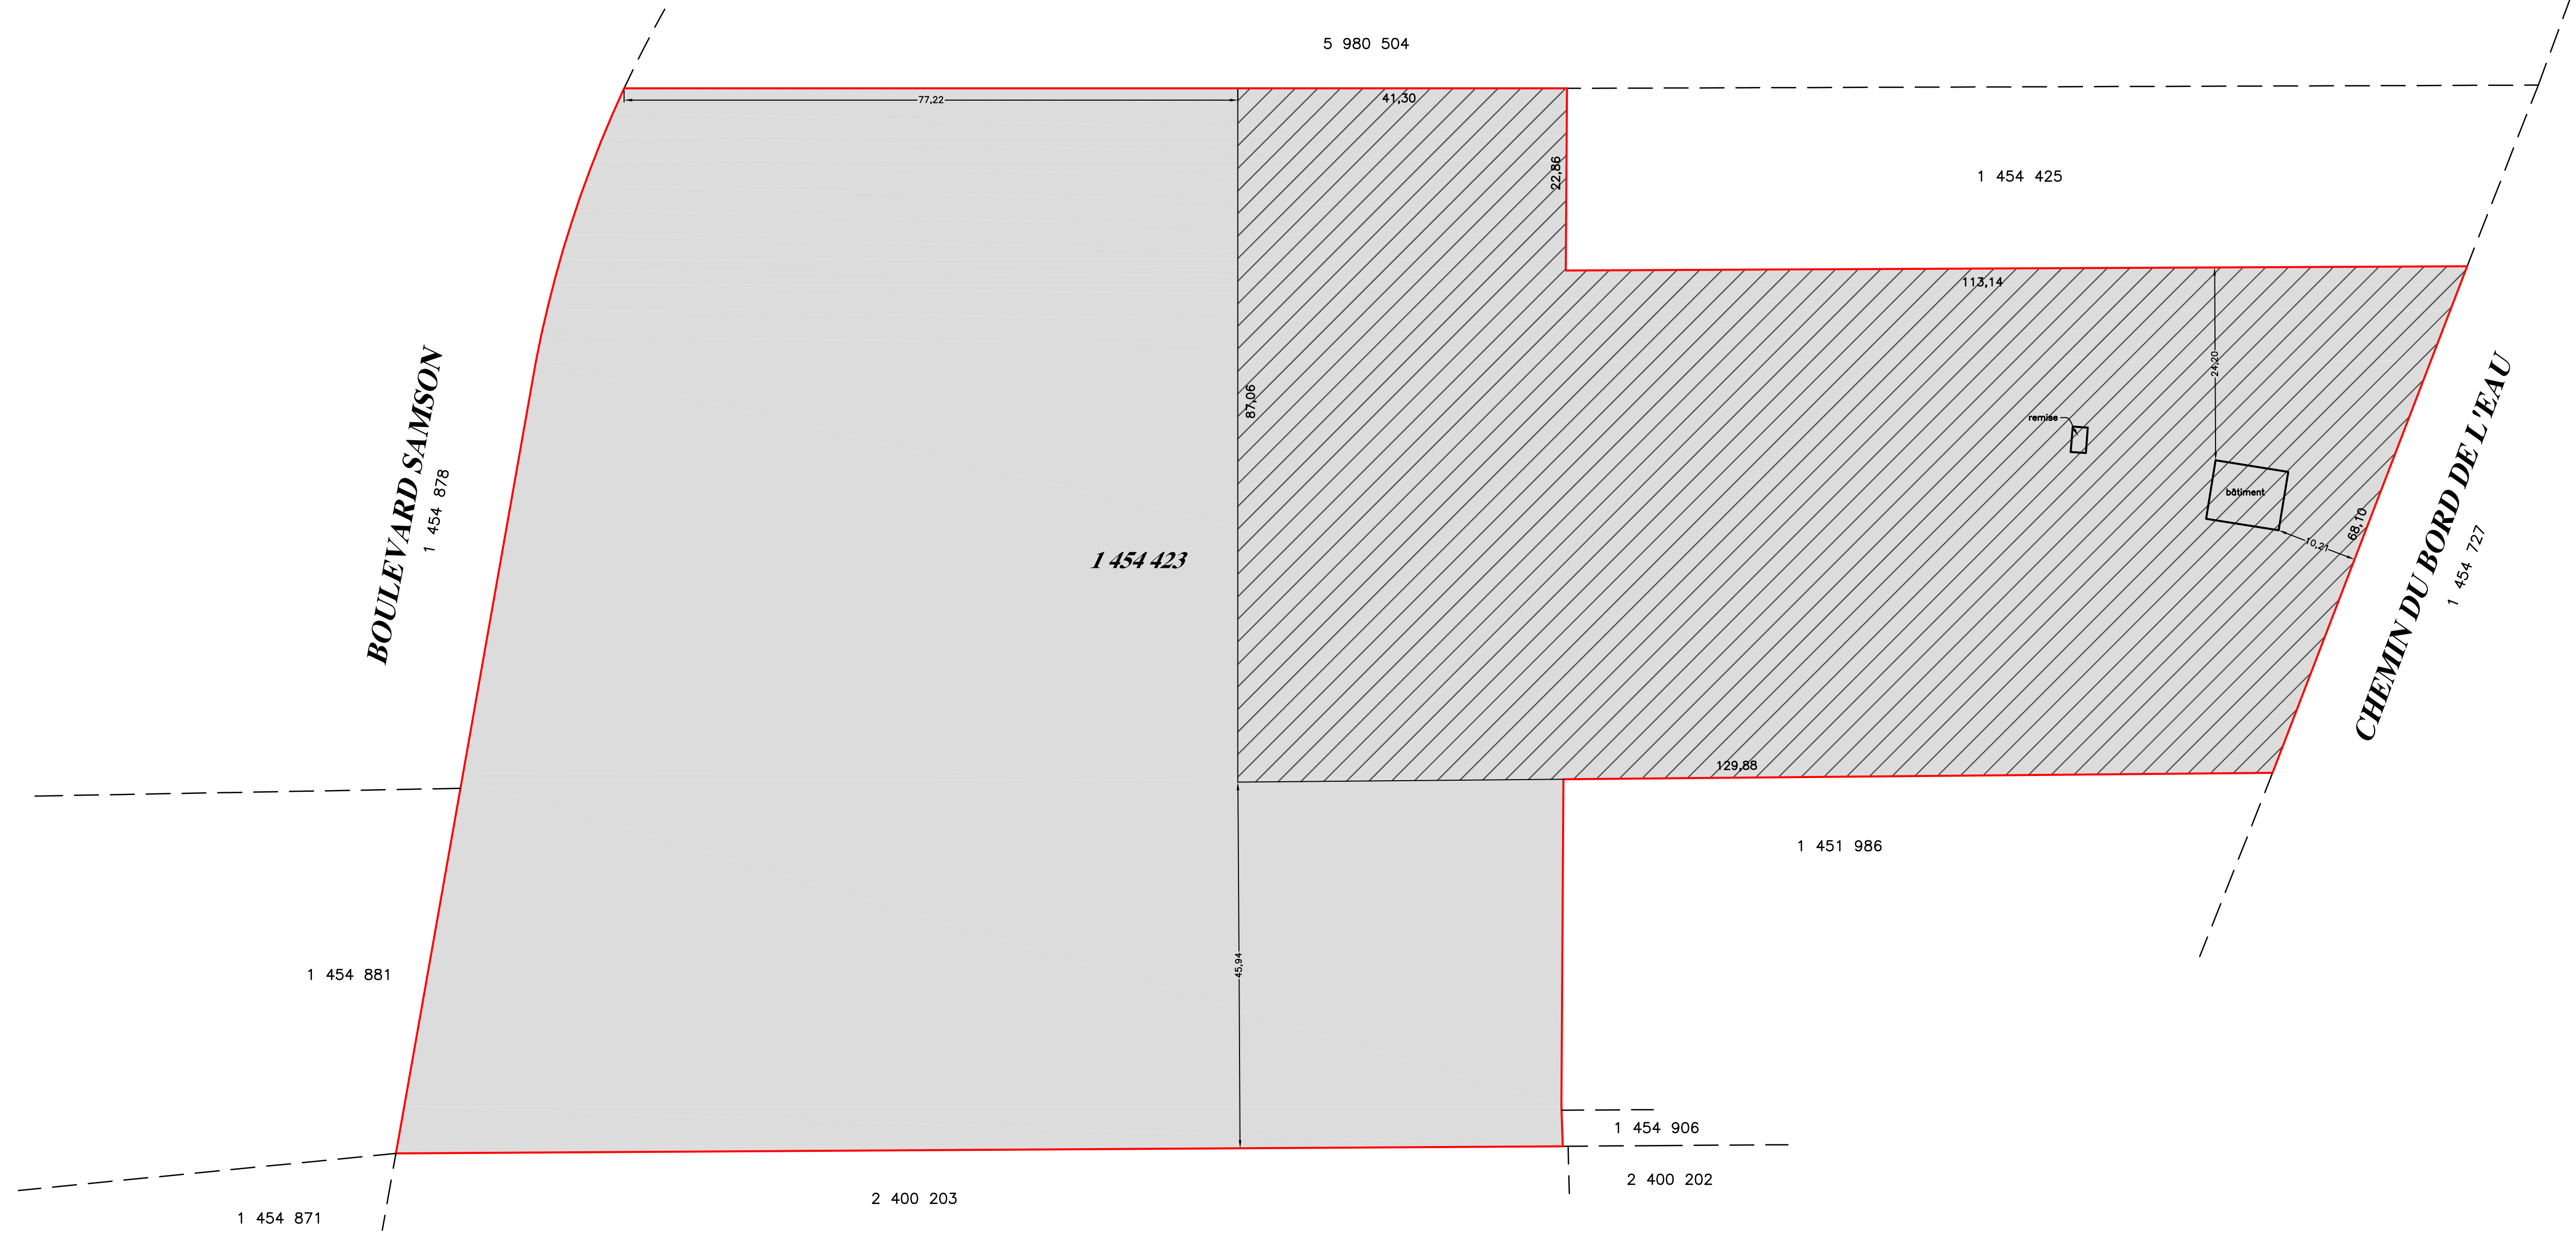 5 980 504
77,22
41,30
22,86
1 454 425
113,14
24,20
87,06
remise
bâtiment
10,21
68,10
BOULEVARD SAMSON
1 454 878
1 454 423
CHEMIN DU BORD DE L'EAU
1 454 727
129,88
1 451 986
45,94
1 454 881
1 454 906
2 400 202
2 400 203
1 454 871